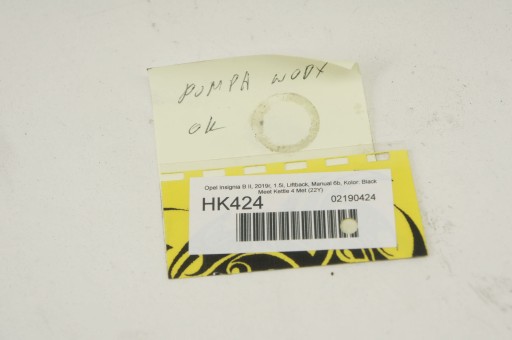 POMPA WODY
OK
Opel Insignia B II, 2019r, 1.5i, Liftback, Manual 6b, Kolor: Black
Meet Kettle 4 Met (22Y)
HK424
02190424